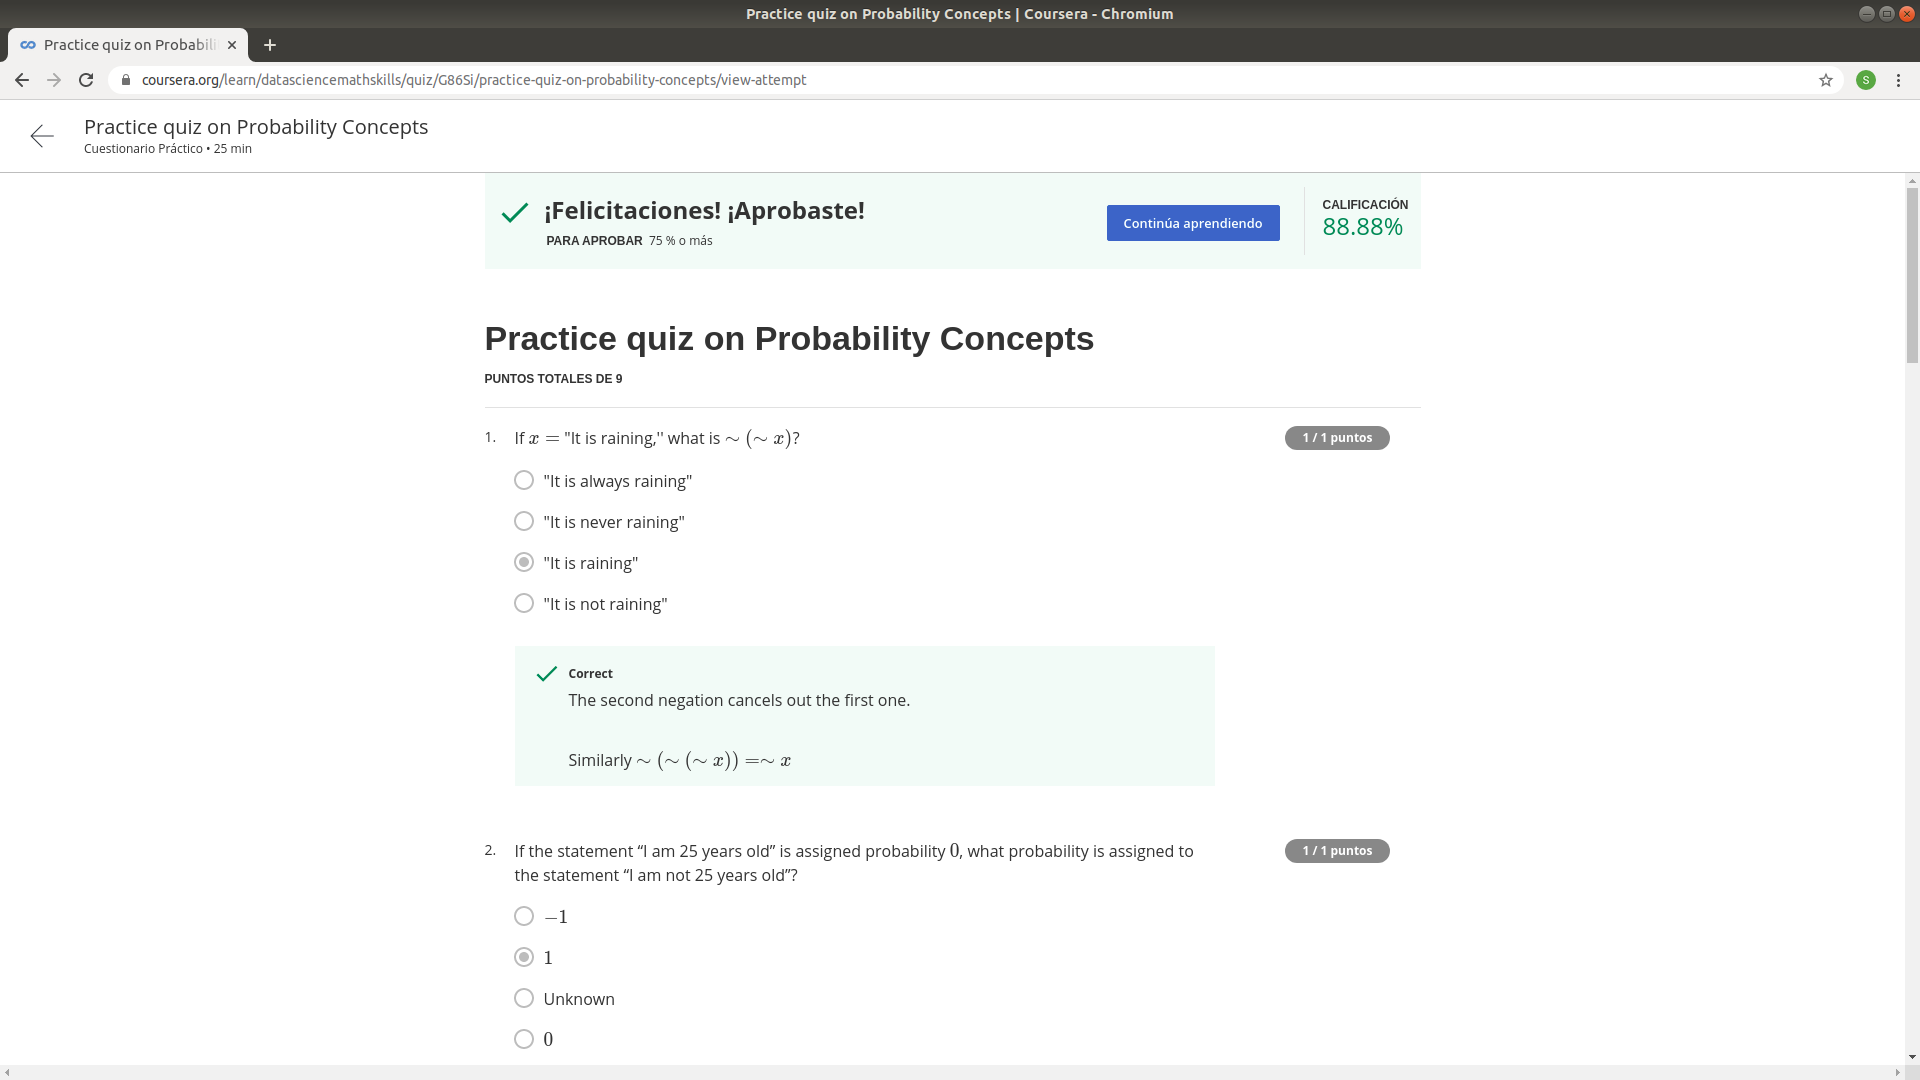 Practice quiz on Probability Concepts | Coursera - Chromium
Practice quiz on Probabili
coursera.org/learn/datasciencemathskills/quiz/G86Si/practice-quiz-on-probability-concepts/view-attempt
S
Practice quiz on Probability Concepts
Cuestionario Práctico • 25 min
¡Felicitaciones! ¡Aprobaste!
PARA APROBAR 75 % o más
Continúa aprendiendo
CALIFICACIÓN
88.88%
Practice quiz on Probability Concepts
PUNTOS TOTALES DE 9
1. If x = "It is raining,'' what is ∼ (∼ x)?
1 / 1 puntos
"It is always raining"
"It is never raining"
"It is raining"
"It is not raining"
Correct
The second negation cancels out the first one.
Similarly ∼ (∼ (∼ x)) =∼ x
2. If the statement “I am 25 years old” is assigned probability 0, what probability is assigned to
the statement “I am not 25 years old”?
1 / 1 puntos
−1
1
Unknown
0